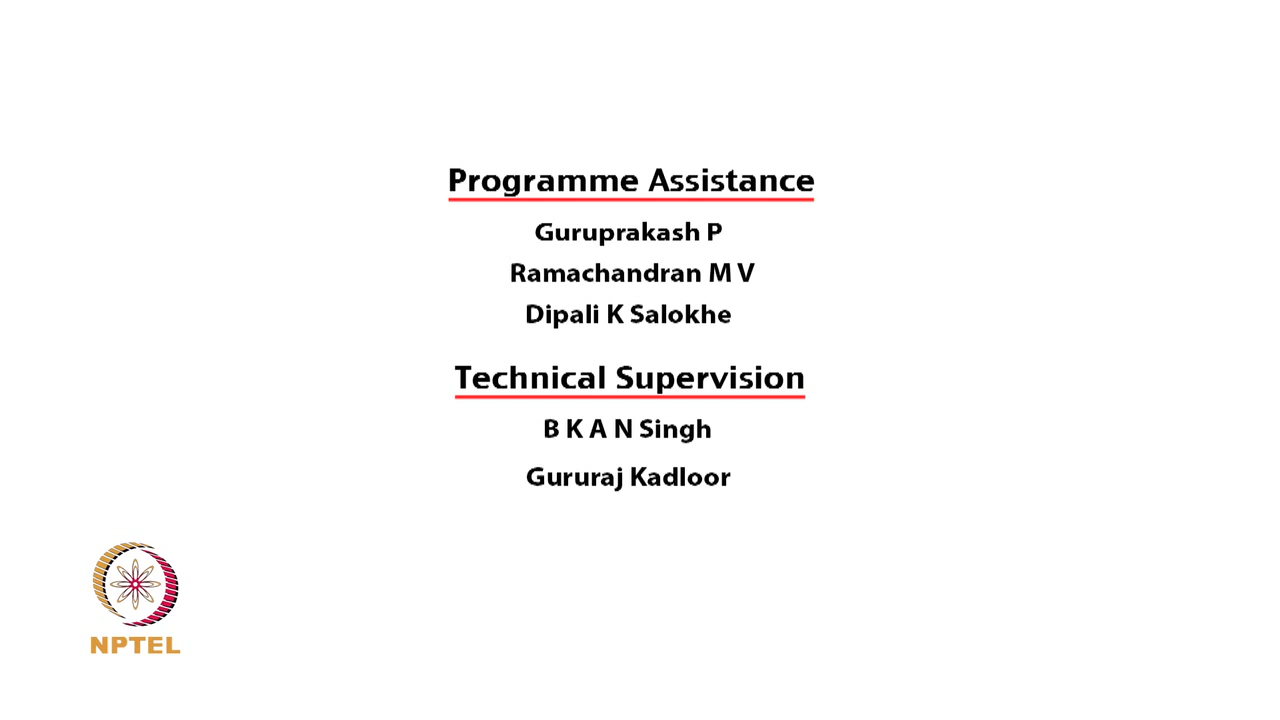 Programme Assistance
Guruprakash P
Ramachandran M V
Dipali K Salokhe
Technical Supervision
B K A N Singh
Gururaj Kadloor
NPTEL